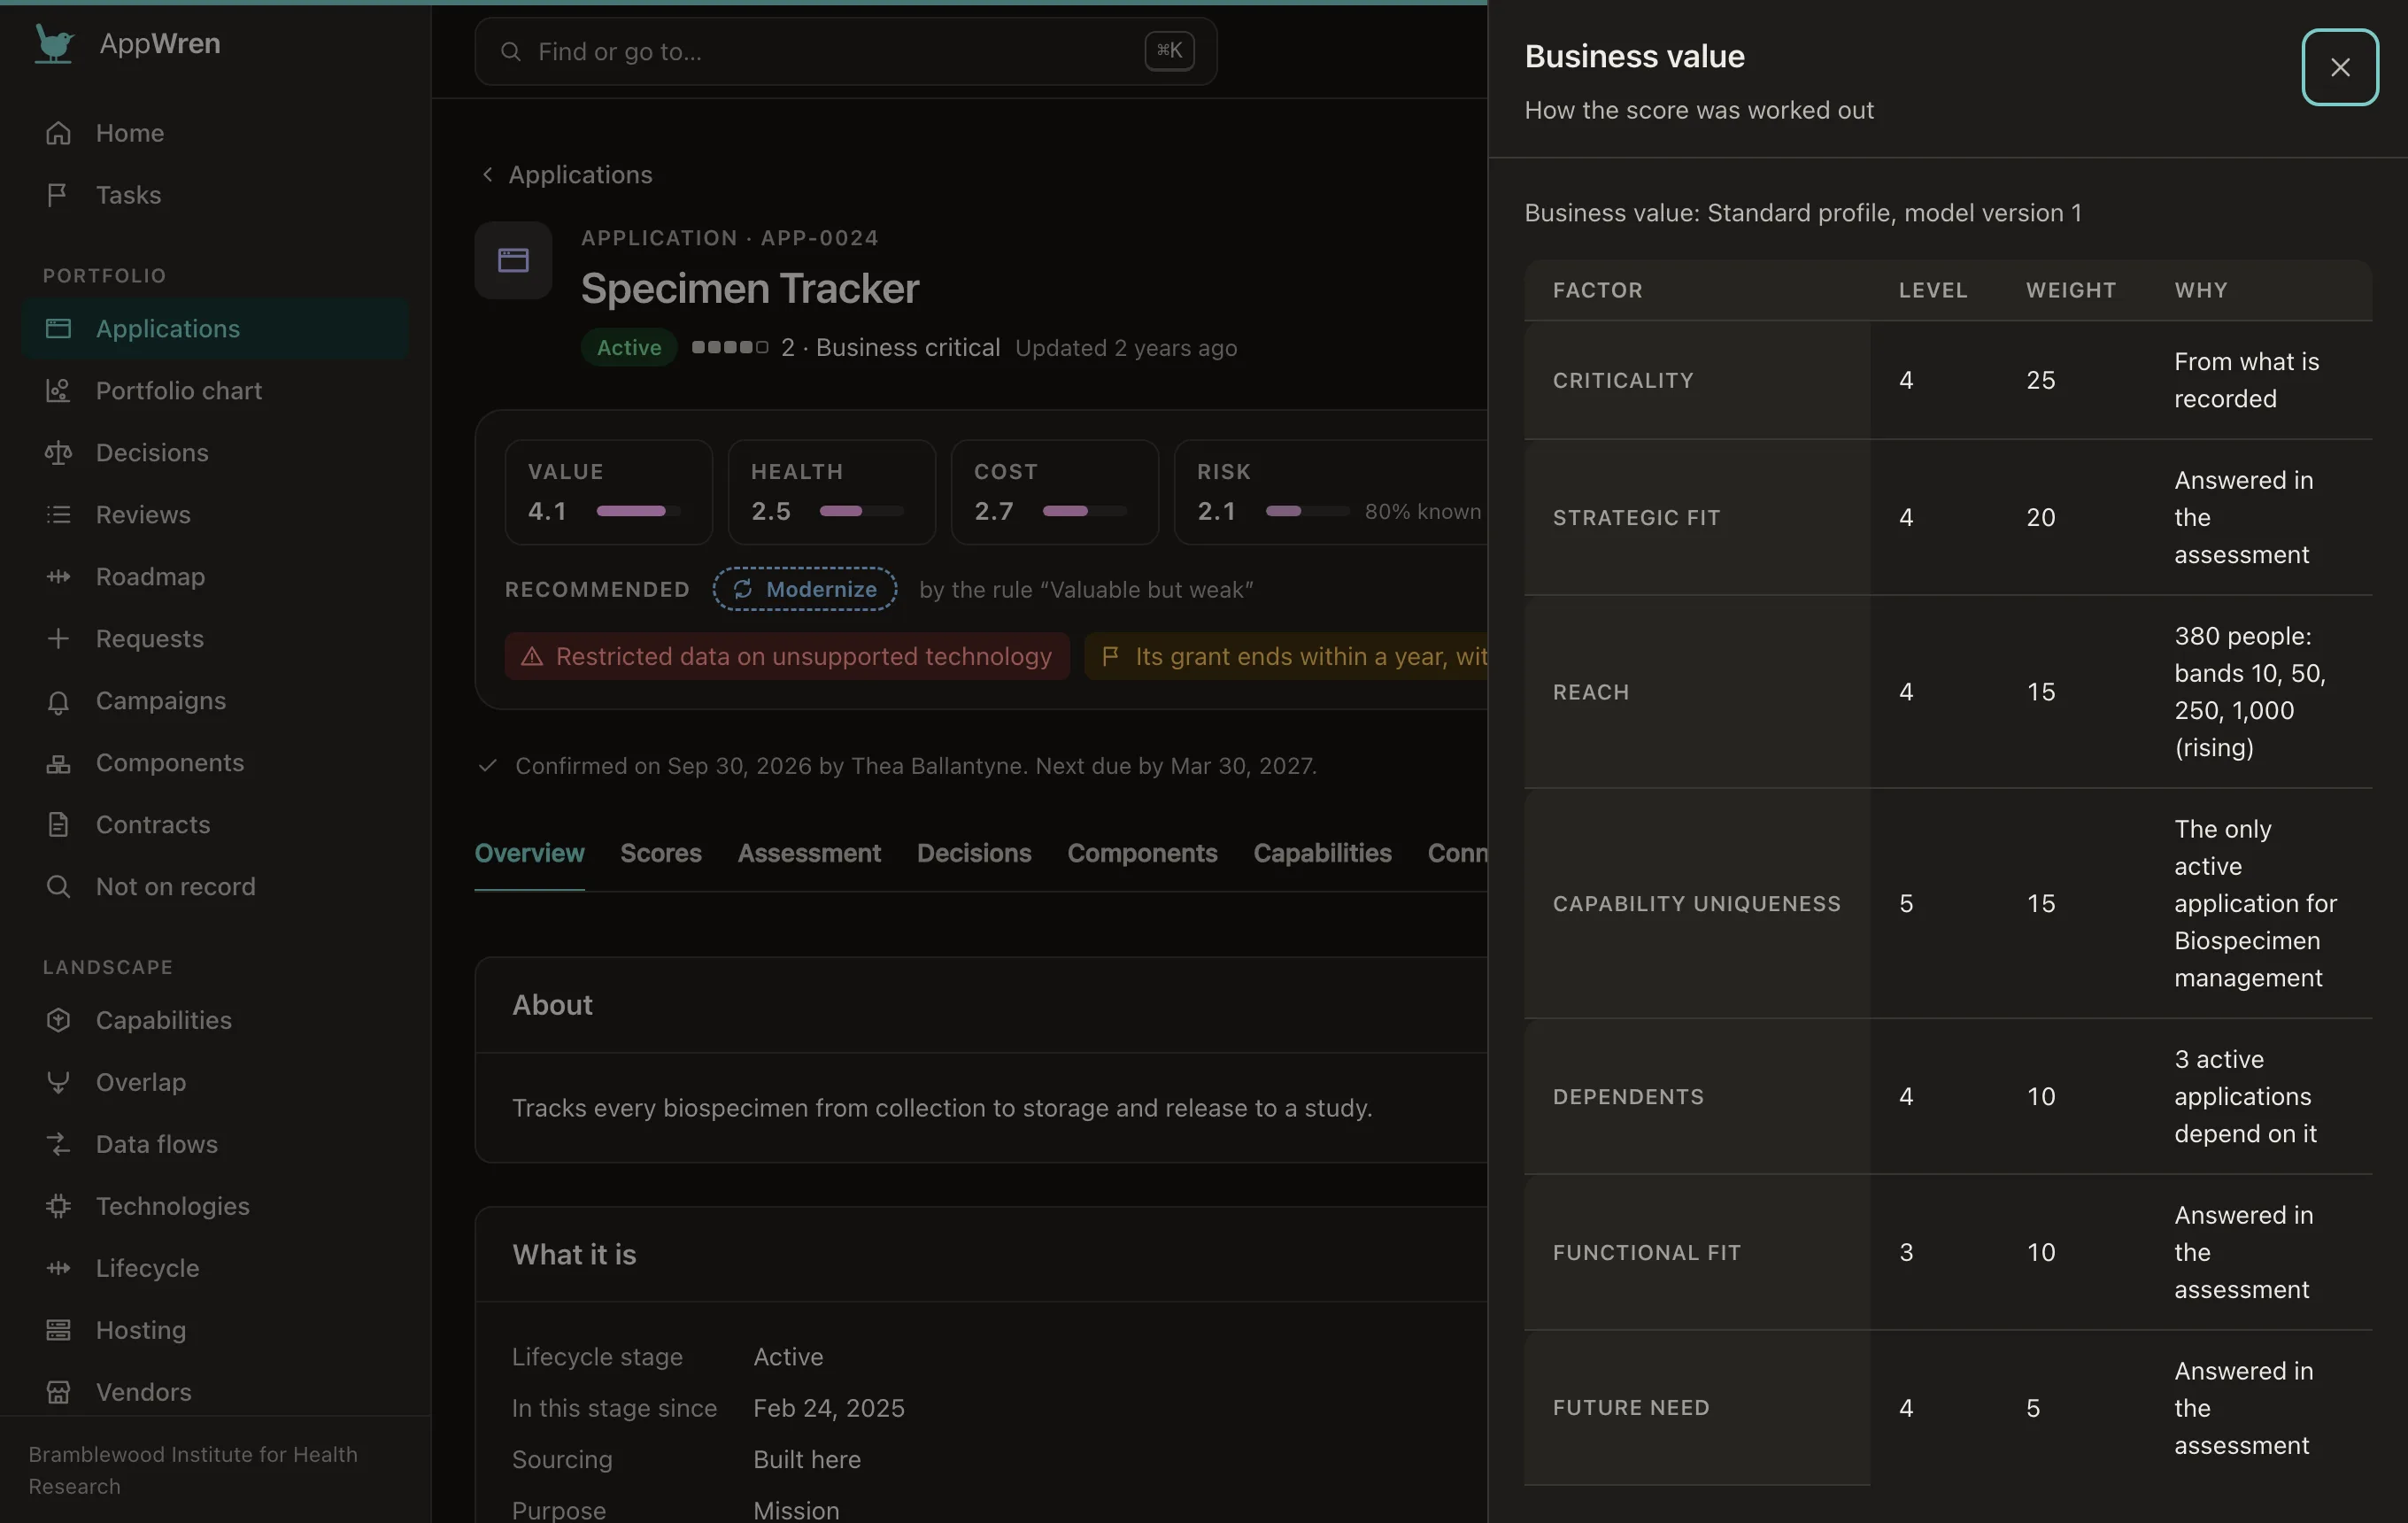 AppWren
Home
Tasks
PORTFOLIO
Applications
Portfolio chart
Decisions
Reviews
Roadmap
Requests
Campaigns
Components
Contracts
Not on record
LANDSCAPE
Capabilities
Overlap
Data flows
Technologies
Lifecycle
Hosting
Vendors
Bramblewood Institute for Health
Research
Find or go to... ⌘K
Applications
APPLICATION · APP-0024
Specimen Tracker
Active 2 · Business critical Updated 2 years ago
VALUE HEALTH COST RISK
4.1 2.5 2.7 2.1 80% known
RECOMMENDED Modernize by the rule “Valuable but weak”
Restricted data on unsupported technology Its grant ends within a year, wit
Confirmed on Sep 30, 2026 by Thea Ballantyne. Next due by Mar 30, 2027.
Overview Scores Assessment Decisions Components Capabilities Conn
About
Tracks every biospecimen from collection to storage and release to a study.
What it is
Lifecycle stage Active
In this stage since Feb 24, 2025
Sourcing Built here
Purpose Mission
Business value
How the score was worked out
Business value: Standard profile, model version 1
FACTOR LEVEL WEIGHT WHY
CRITICALITY 4 25 From what is
recorded
STRATEGIC FIT 4 20 Answered in
the
assessment
REACH 4 15 380 people:
bands 10, 50,
250, 1,000
(rising)
CAPABILITY UNIQUENESS 5 15 The only
active
application for
Biospecimen
management
DEPENDENTS 4 10 3 active
applications
depend on it
FUNCTIONAL FIT 3 10 Answered in
the
assessment
FUTURE NEED 4 5 Answered in
the
assessment